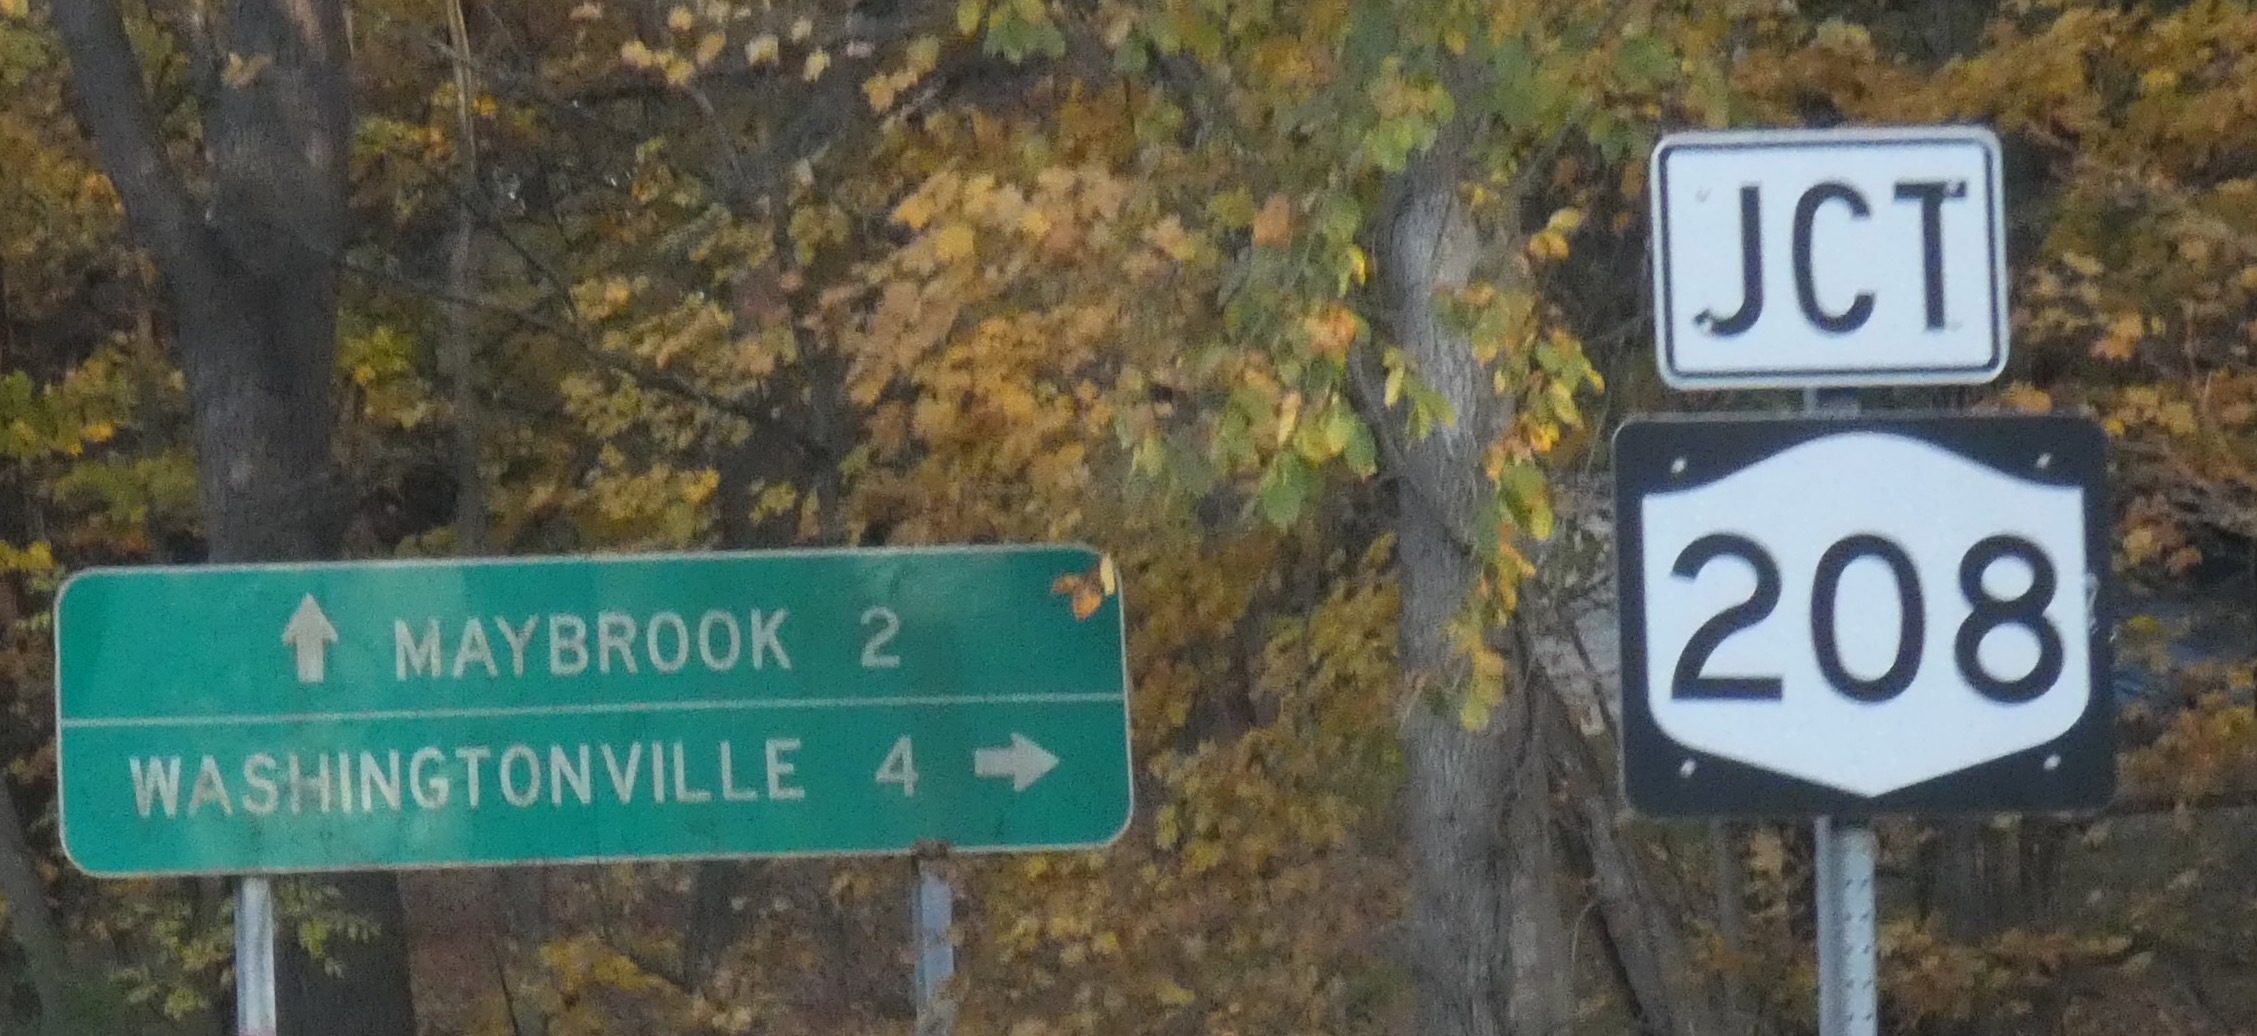 MAYBROOK 2
WASHINGTONVILLE 4
JCT
208